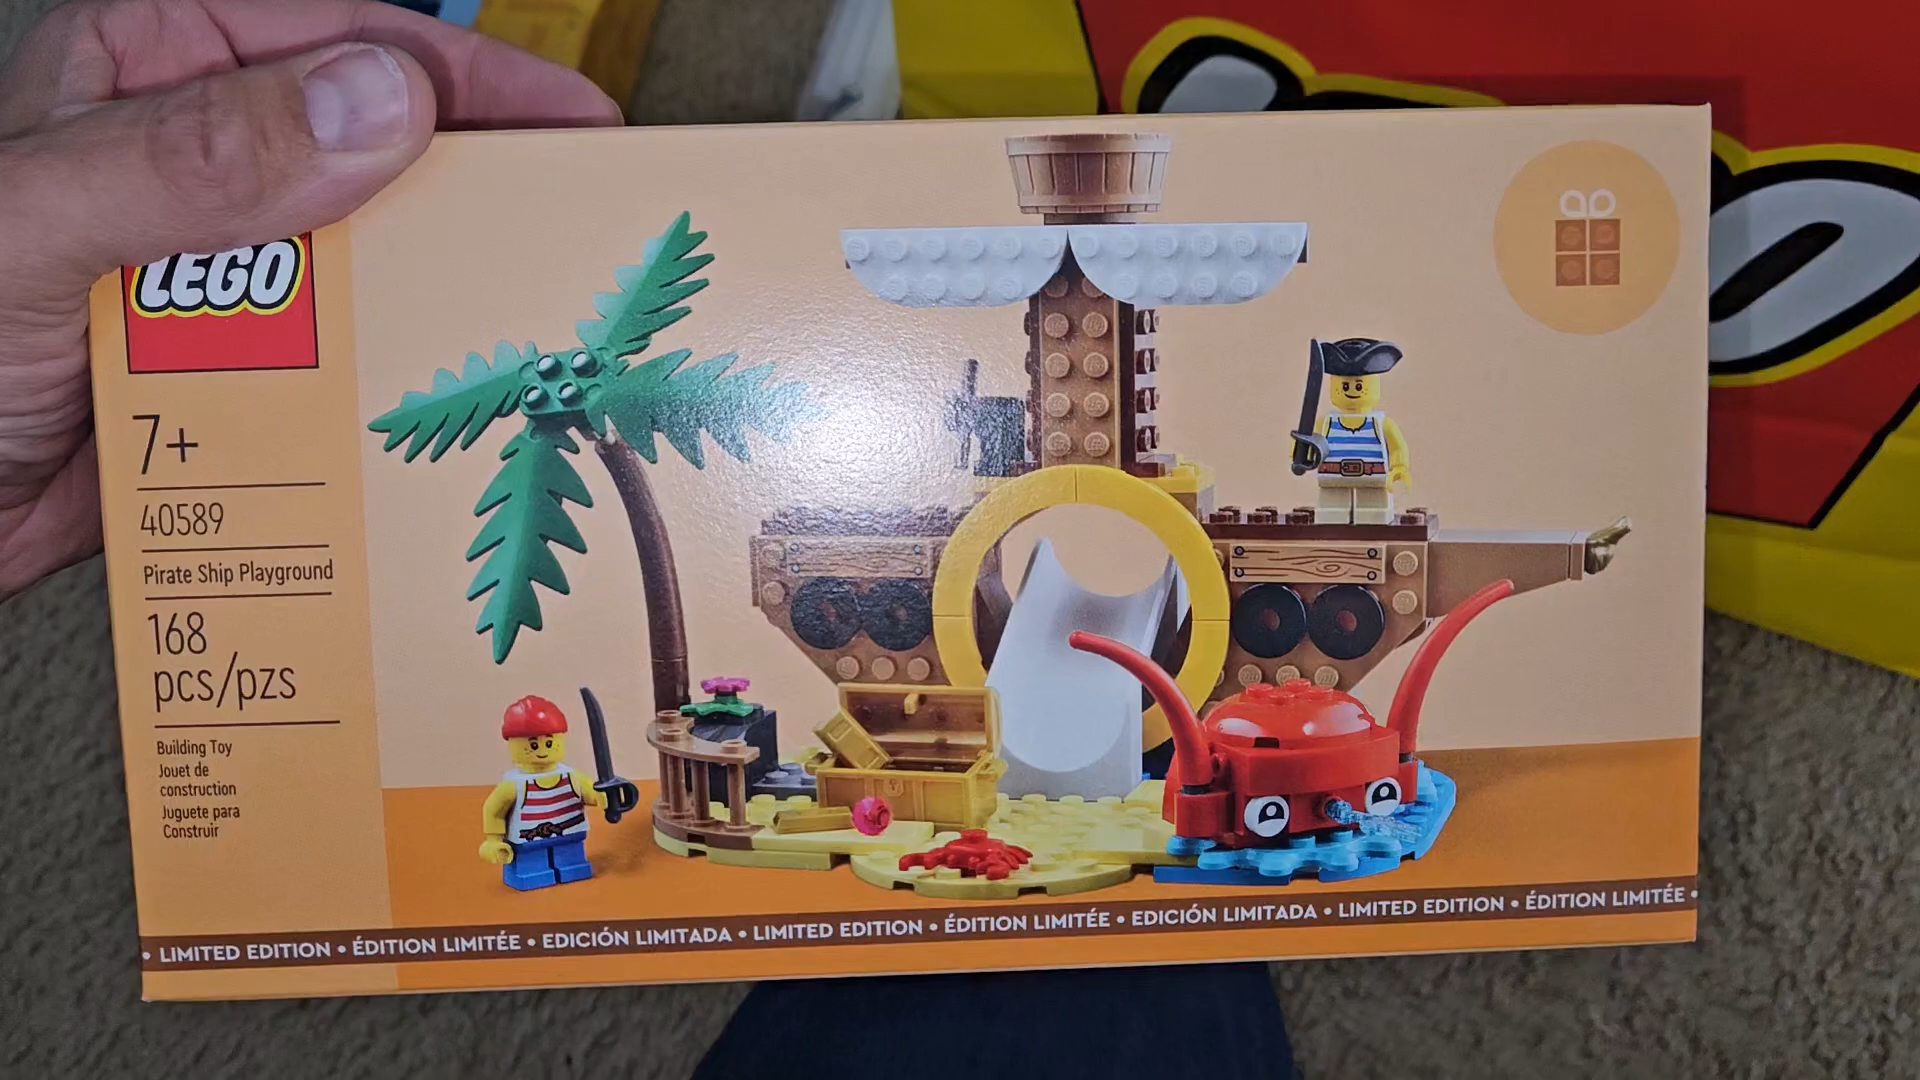 LEGO
7+
40589
Pirate Ship Playground
168
pcs/pzs
Building Toy
Jouet de
construction
Juguete para
Construir
• LIMITED EDITION • ÉDITION LIMITÉE • EDICIÓN LIMITADA • LIMITED EDITION • ÉDITION LIMITÉE • EDICIÓN LIMITADA • LIMITED EDITION • ÉDITION LIMITÉE •